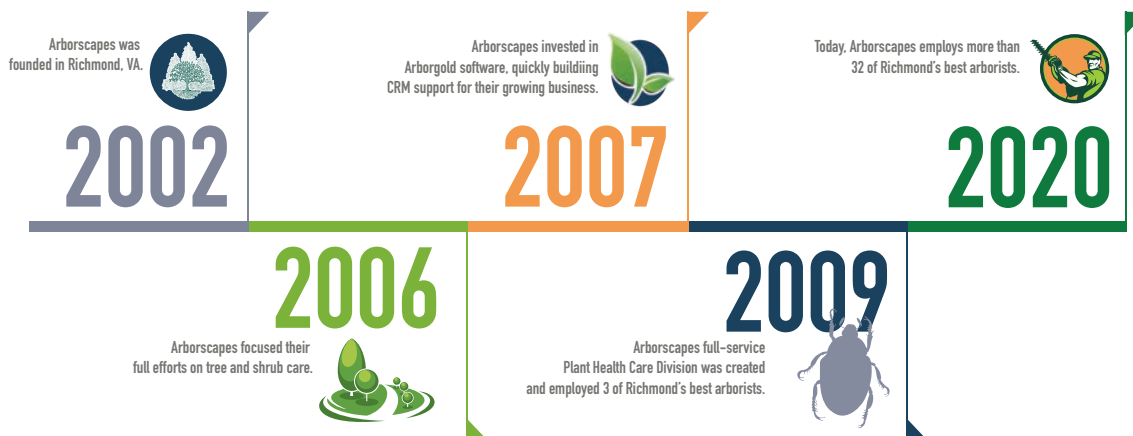 Arborscapes was
founded in Richmond, VA.
2002
2006
Arborscapes focused their
full efforts on tree and shrub care.
Arborscapes invested in
Arborgold software, quickly buildiing
CRM support for their growing business.
2007
2009
Arborscapes full-service
Plant Health Care Division was created
and employed 3 of Richmond's best arborists.
Today, Arborscapes employs more than
32 of Richmond's best arborists.
2020